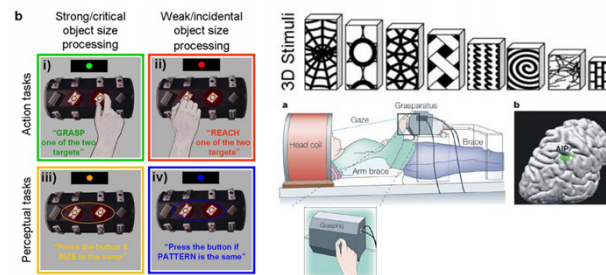 b
Strong/critical
object size
processing
Weak/incidental
object size
processing
Action tasks
i)
"GRASP
one of the two
targets"
ii)
"REACH
one of the two
targets"
Perceptual tasks
iii)
"Press the button if
SIZE is the same"
iv)
"Press the button if
PATTERN is the same"
3D Stimuli
a
Gaze
Grasparatus
Head coil
Brace
Arm brace
Grasping
b
AIP